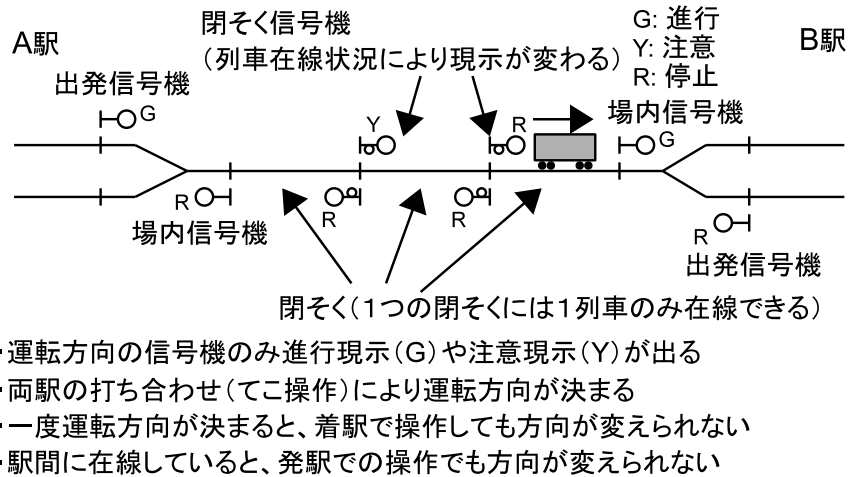 A駅
閉そく信号機
(列車在線状況により現示が変わる)
G: 進行
Y: 注意
R: 停止
B駅
出発信号機
G
Y
R
場内信号機
G
R
場内信号機
R
R
R
出発信号機
閉そく(1つの閉そくには1列車のみ在線できる)
・運転方向の信号機のみ進行現示(G)や注意現示(Y)が出る
・両駅の打ち合わせ(てこ操作)により運転方向が決まる
・一度運転方向が決まると、着駅で操作しても方向が変えられない
・駅間に在線していると、発駅での操作でも方向が変えられない